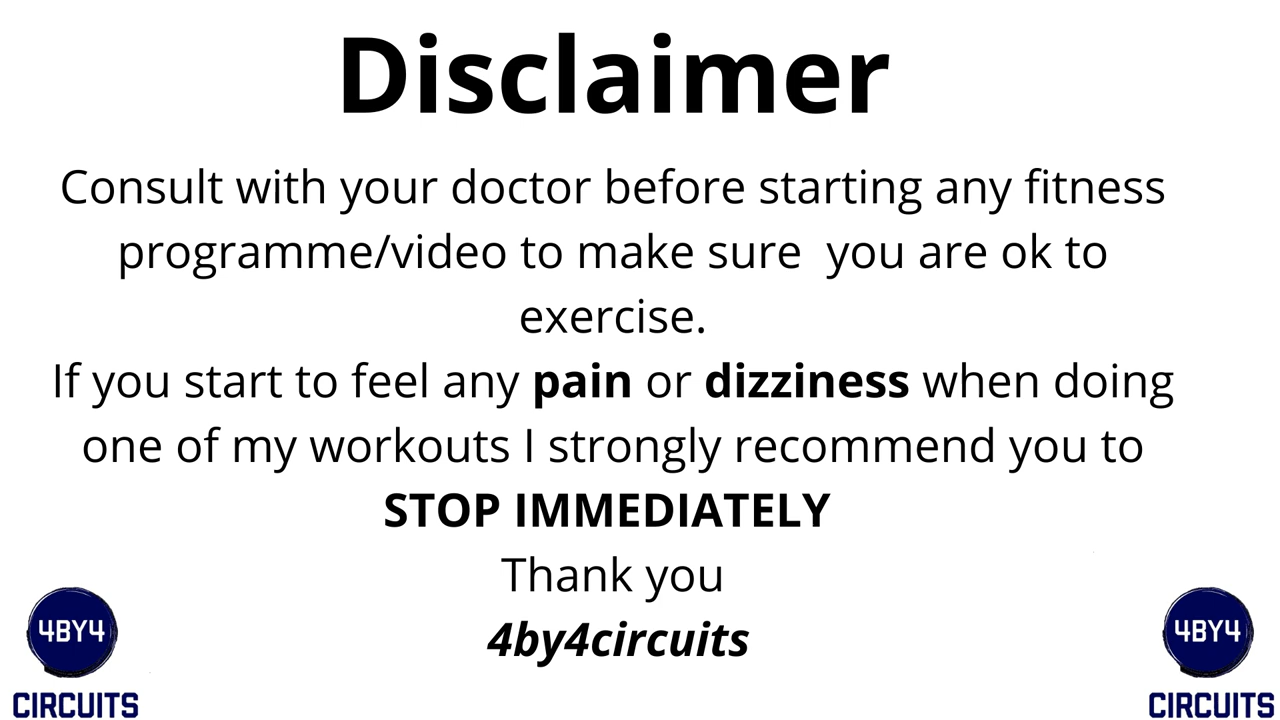 Disclaimer
Consult with your doctor before starting any fitness
programme/video to make sure  you are ok to
exercise.
If you start to feel any pain or dizziness when doing
one of my workouts I strongly recommend you to
STOP IMMEDIATELY
Thank you
4by4circuits
4BY4
CIRCUITS
4BY4
CIRCUITS